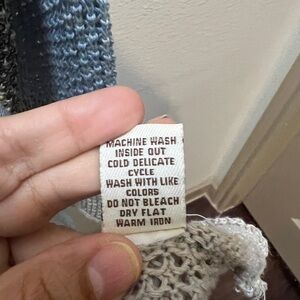 MACHINE WASH
INSIDE OUT
COLD DELICATE
CYCLE
WASH WITH LIKE
COLORS
DO NOT BLEACH
DRY FLAT
WARM IRON